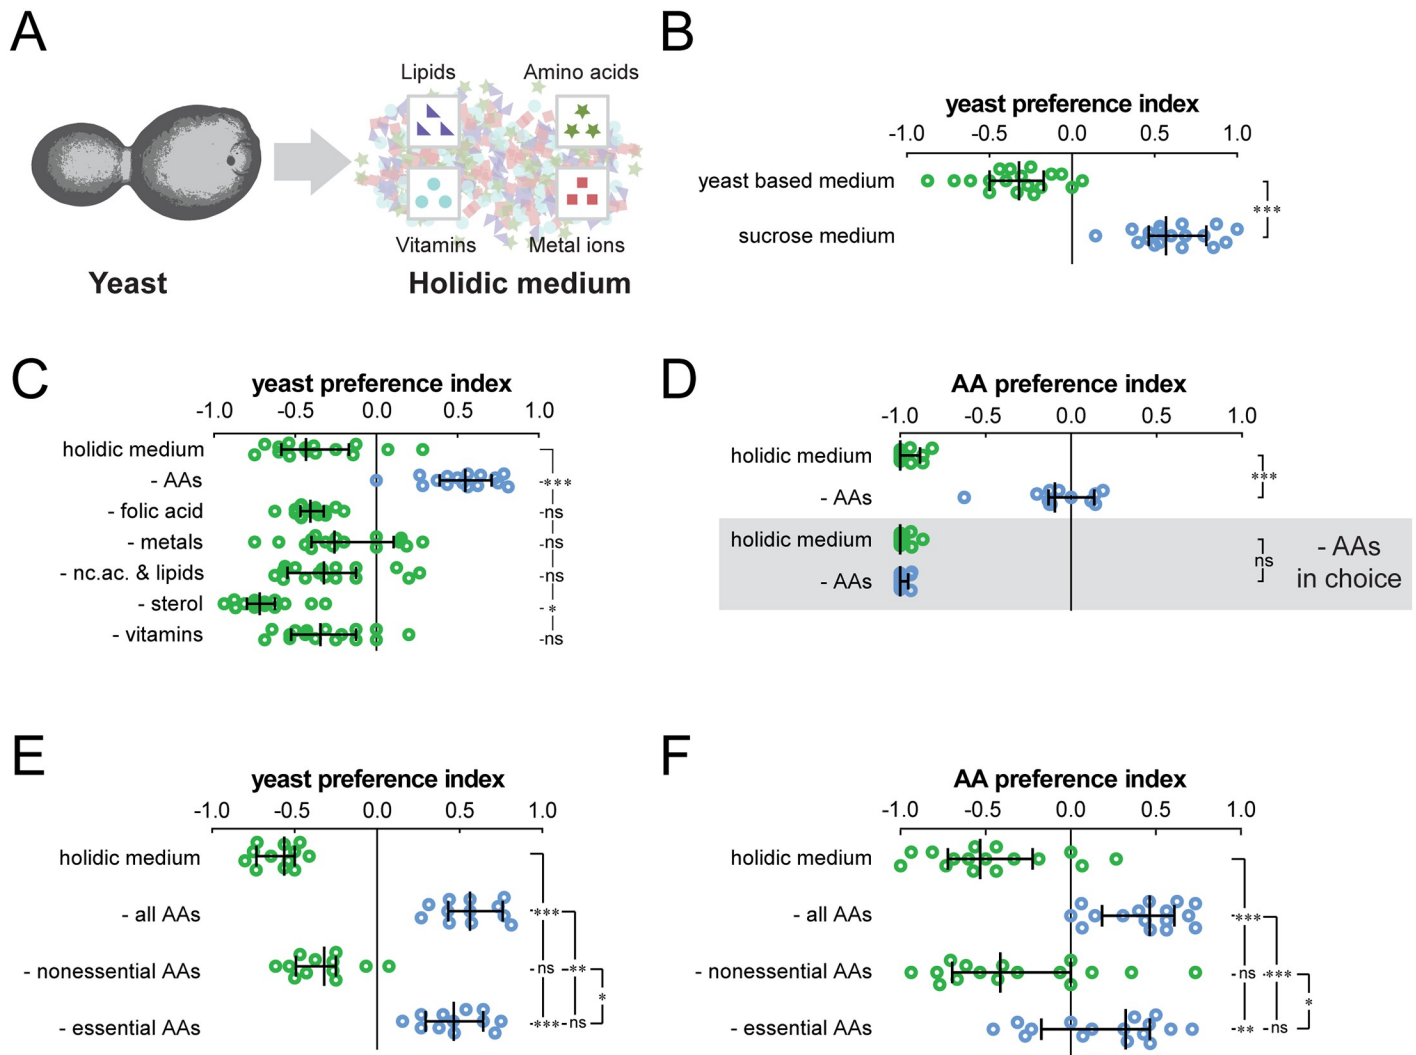 A
Lipids
Amino acids
Vitamins
Metal ions
Yeast
Holidic medium
B
yeast preference index
-1.0 -0.5 0.0 0.5 1.0
yeast based medium
***
sucrose medium
C
yeast preference index
-1.0 -0.5 0.0 0.5 1.0
holidic medium
- AAs
***
- folic acid
ns
- metals
ns
- nc.ac. & lipids
ns
- sterol
*
- vitamins
ns
D
AA preference index
-1.0 -0.5 0.0 0.5 1.0
holidic medium
***
- AAs
holidic medium
ns
- AAs
- AAs
in choice
E
yeast preference index
-1.0 -0.5 0.0 0.5 1.0
holidic medium
- all AAs
***
- nonessential AAs
ns **
*
- essential AAs
*** ns
F
AA preference index
-1.0 -0.5 0.0 0.5 1.0
holidic medium
- all AAs
***
- nonessential AAs
ns ***
*
- essential AAs
** ns